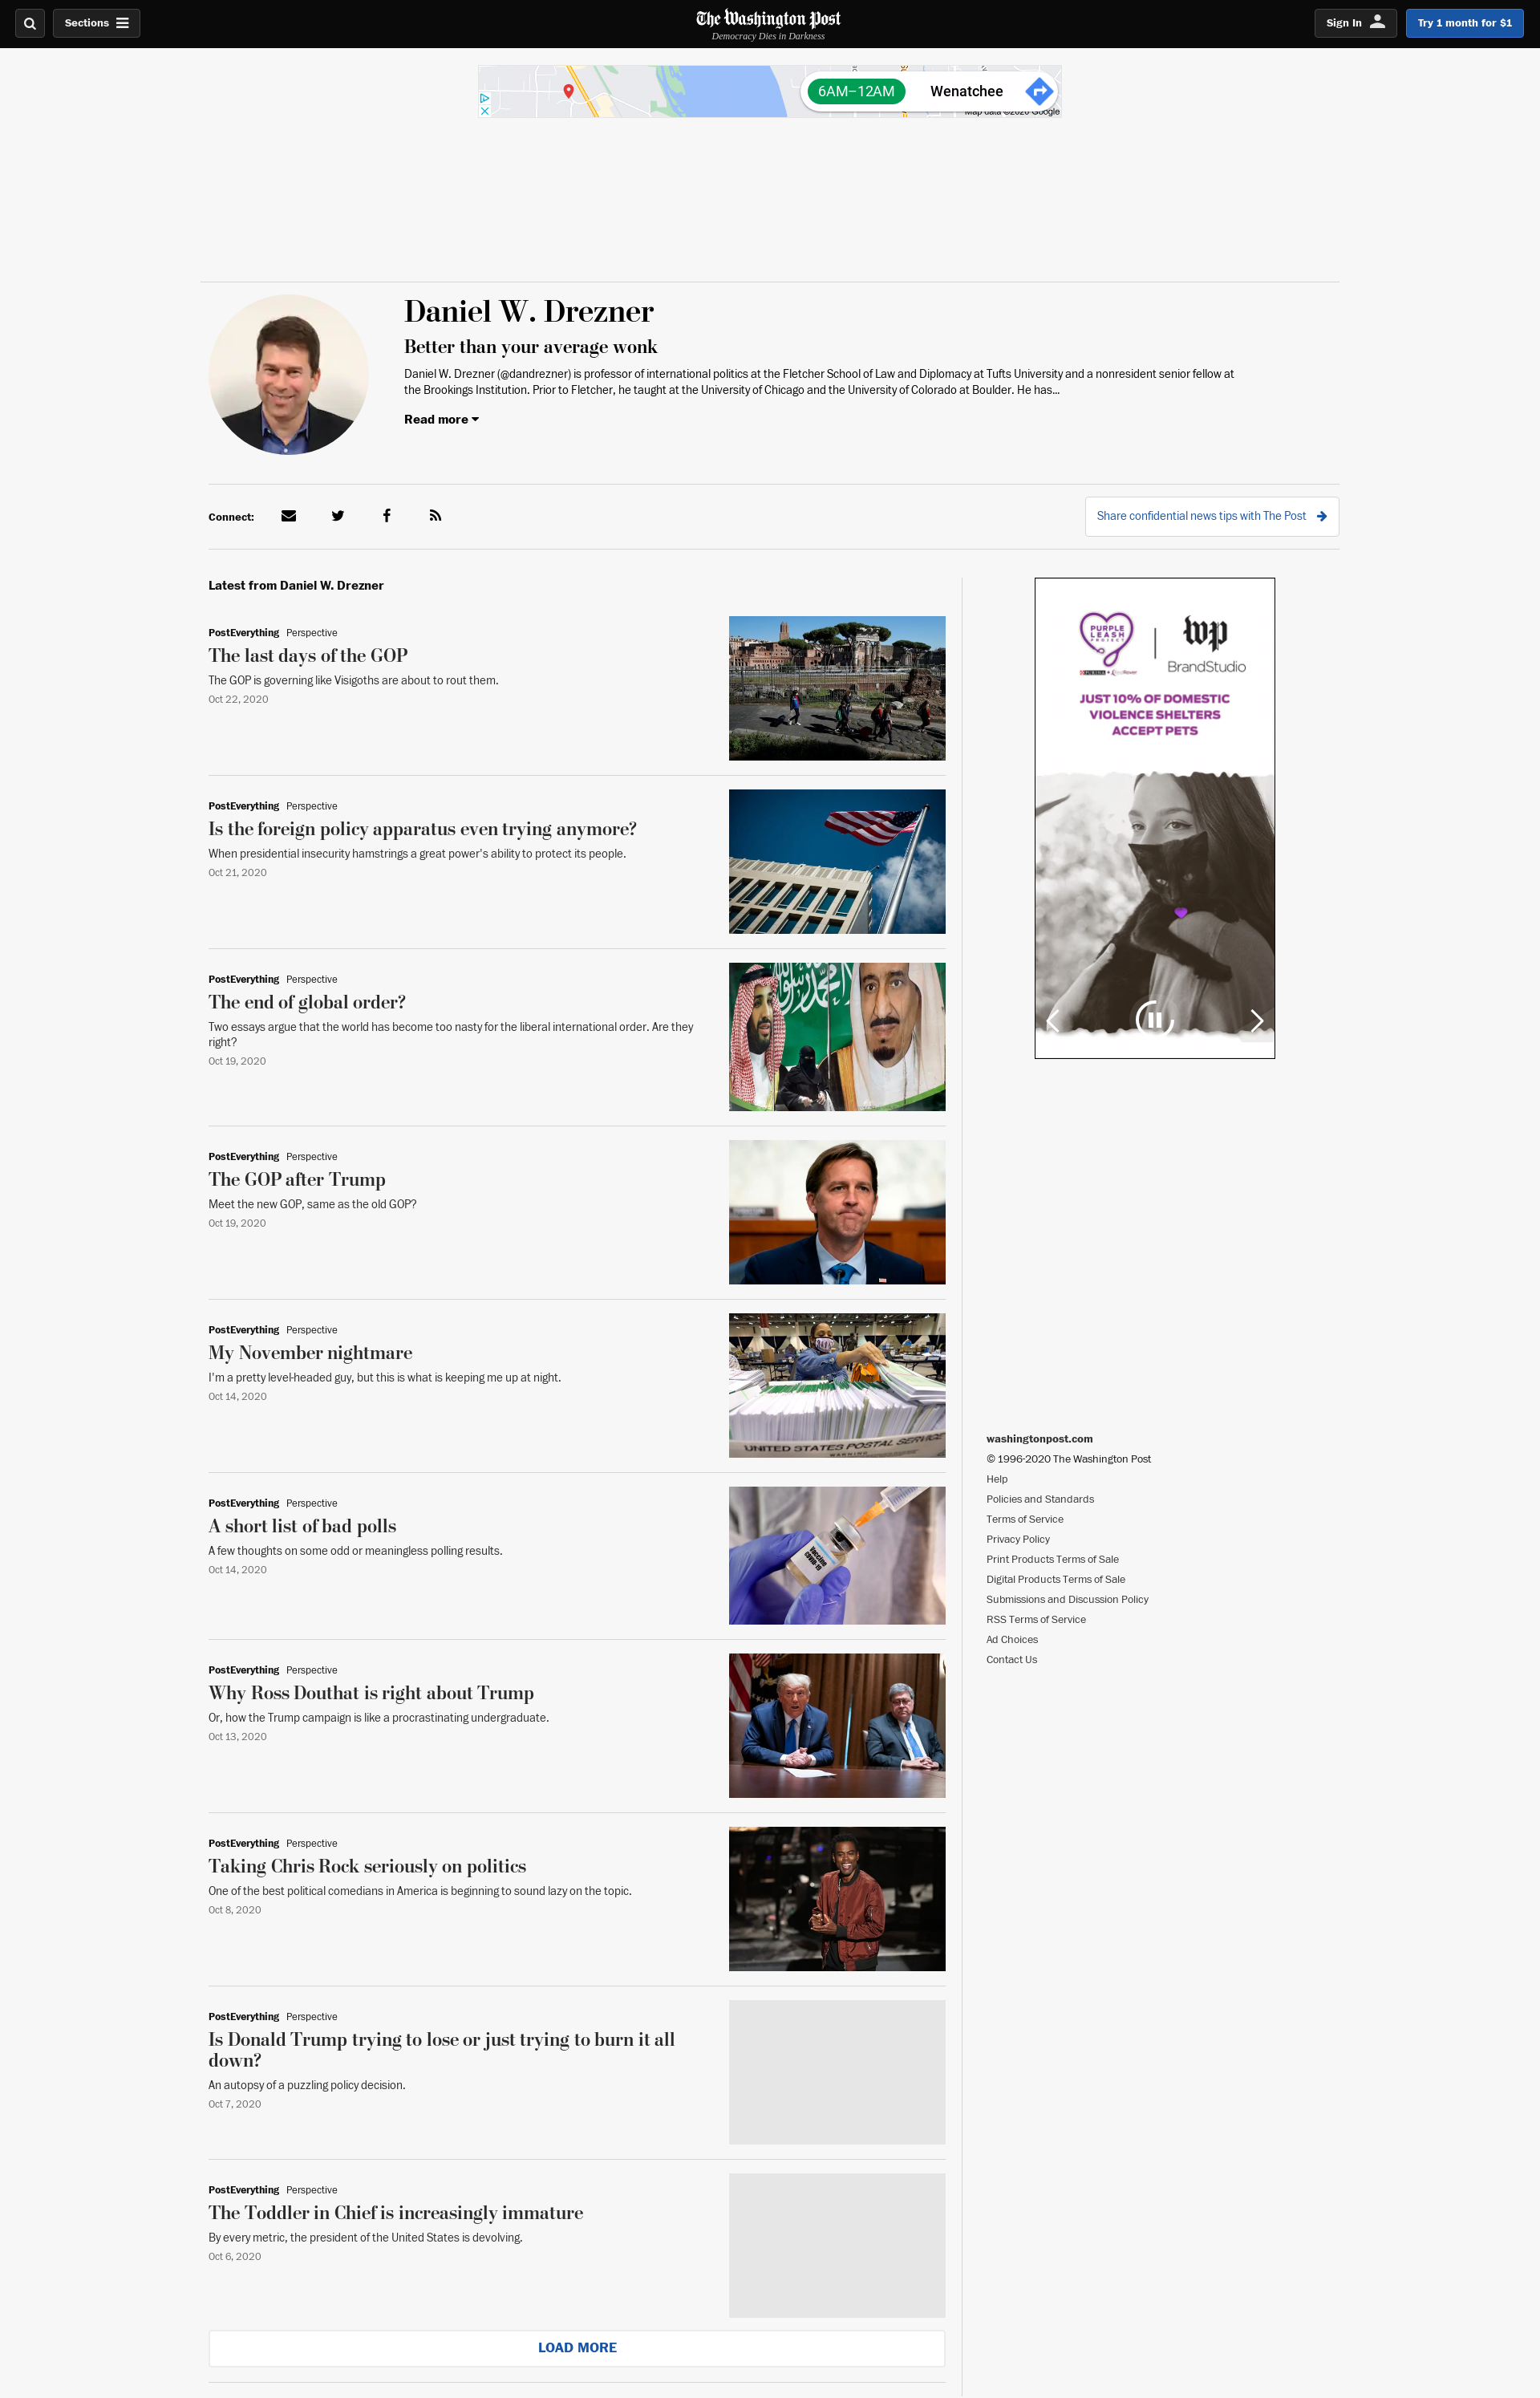 Sections
The Washington Post
Democracy Dies in Darkness
Sign In
Try 1 month for $1
6AM–12AM
Wenatchee
Map data ©2020 Google
Daniel W. Drezner
Better than your average wonk
Daniel W. Drezner (@dandrezner) is professor of international politics at the Fletcher School of Law and Diplomacy at Tufts University and a nonresident senior fellow at
the Brookings Institution. Prior to Fletcher, he taught at the University of Chicago and the University of Colorado at Boulder. He has...
Read more
Connect:
Share confidential news tips with The Post
Latest from Daniel W. Drezner
PostEverything Perspective
The last days of the GOP
The GOP is governing like Visigoths are about to rout them.
Oct 22, 2020
PostEverything Perspective
Is the foreign policy apparatus even trying anymore?
When presidential insecurity hamstrings a great power's ability to protect its people.
Oct 21, 2020
PostEverything Perspective
The end of global order?
Two essays argue that the world has become too nasty for the liberal international order. Are they
right?
Oct 19, 2020
PostEverything Perspective
The GOP after Trump
Meet the new GOP, same as the old GOP?
Oct 19, 2020
PostEverything Perspective
My November nightmare
I'm a pretty level-headed guy, but this is what is keeping me up at night.
Oct 14, 2020
UNITED STATES POSTAL SERVICE
PostEverything Perspective
A short list of bad polls
A few thoughts on some odd or meaningless polling results.
Oct 14, 2020
Vaccine
COVID-19
PostEverything Perspective
Why Ross Douthat is right about Trump
Or, how the Trump campaign is like a procrastinating undergraduate.
Oct 13, 2020
PostEverything Perspective
Taking Chris Rock seriously on politics
One of the best political comedians in America is beginning to sound lazy on the topic.
Oct 8, 2020
PostEverything Perspective
Is Donald Trump trying to lose or just trying to burn it all
down?
An autopsy of a puzzling policy decision.
Oct 7, 2020
PostEverything Perspective
The Toddler in Chief is increasingly immature
By every metric, the president of the United States is devolving.
Oct 6, 2020
LOAD MORE
PURPLE
LEASH
PROJECT
PURINA
wp
BrandStudio
JUST 10% OF DOMESTIC
VIOLENCE SHELTERS
ACCEPT PETS
washingtonpost.com
© 1996-2020 The Washington Post
Help
Policies and Standards
Terms of Service
Privacy Policy
Print Products Terms of Sale
Digital Products Terms of Sale
Submissions and Discussion Policy
RSS Terms of Service
Ad Choices
Contact Us